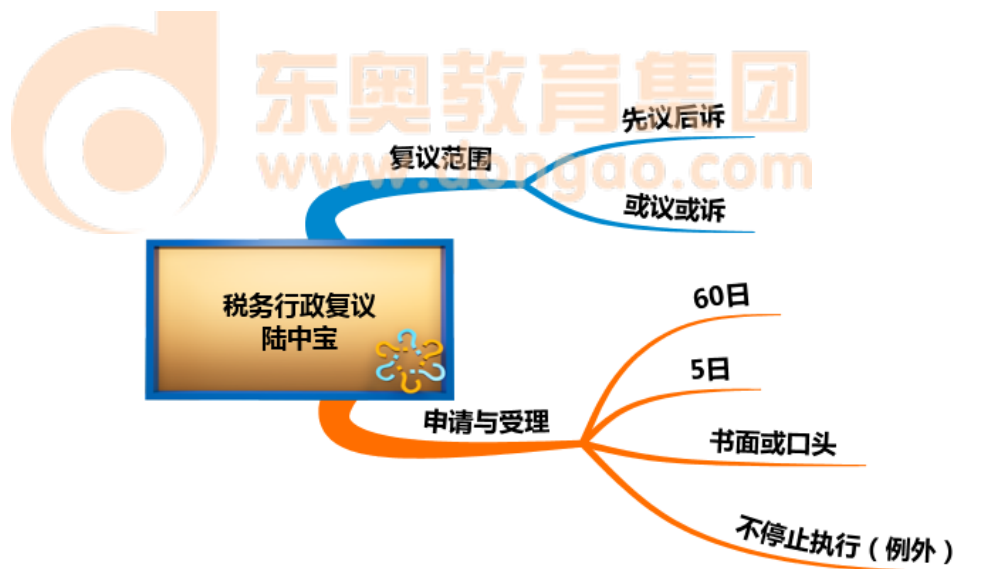 东奥教育集团
www.dongao.com
复议范围
先议后诉
或议或诉
税务行政复议
陆中宝
申请与受理
60日
5日
书面或口头
不停止执行（例外）